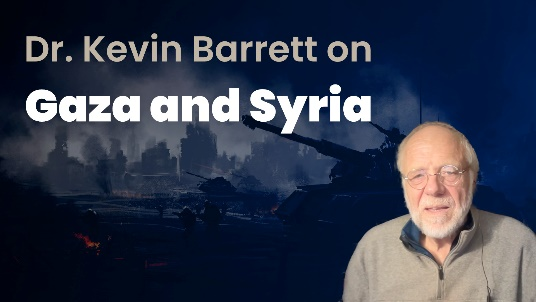 Dr. Kevin Barrett on
Gaza and Syria